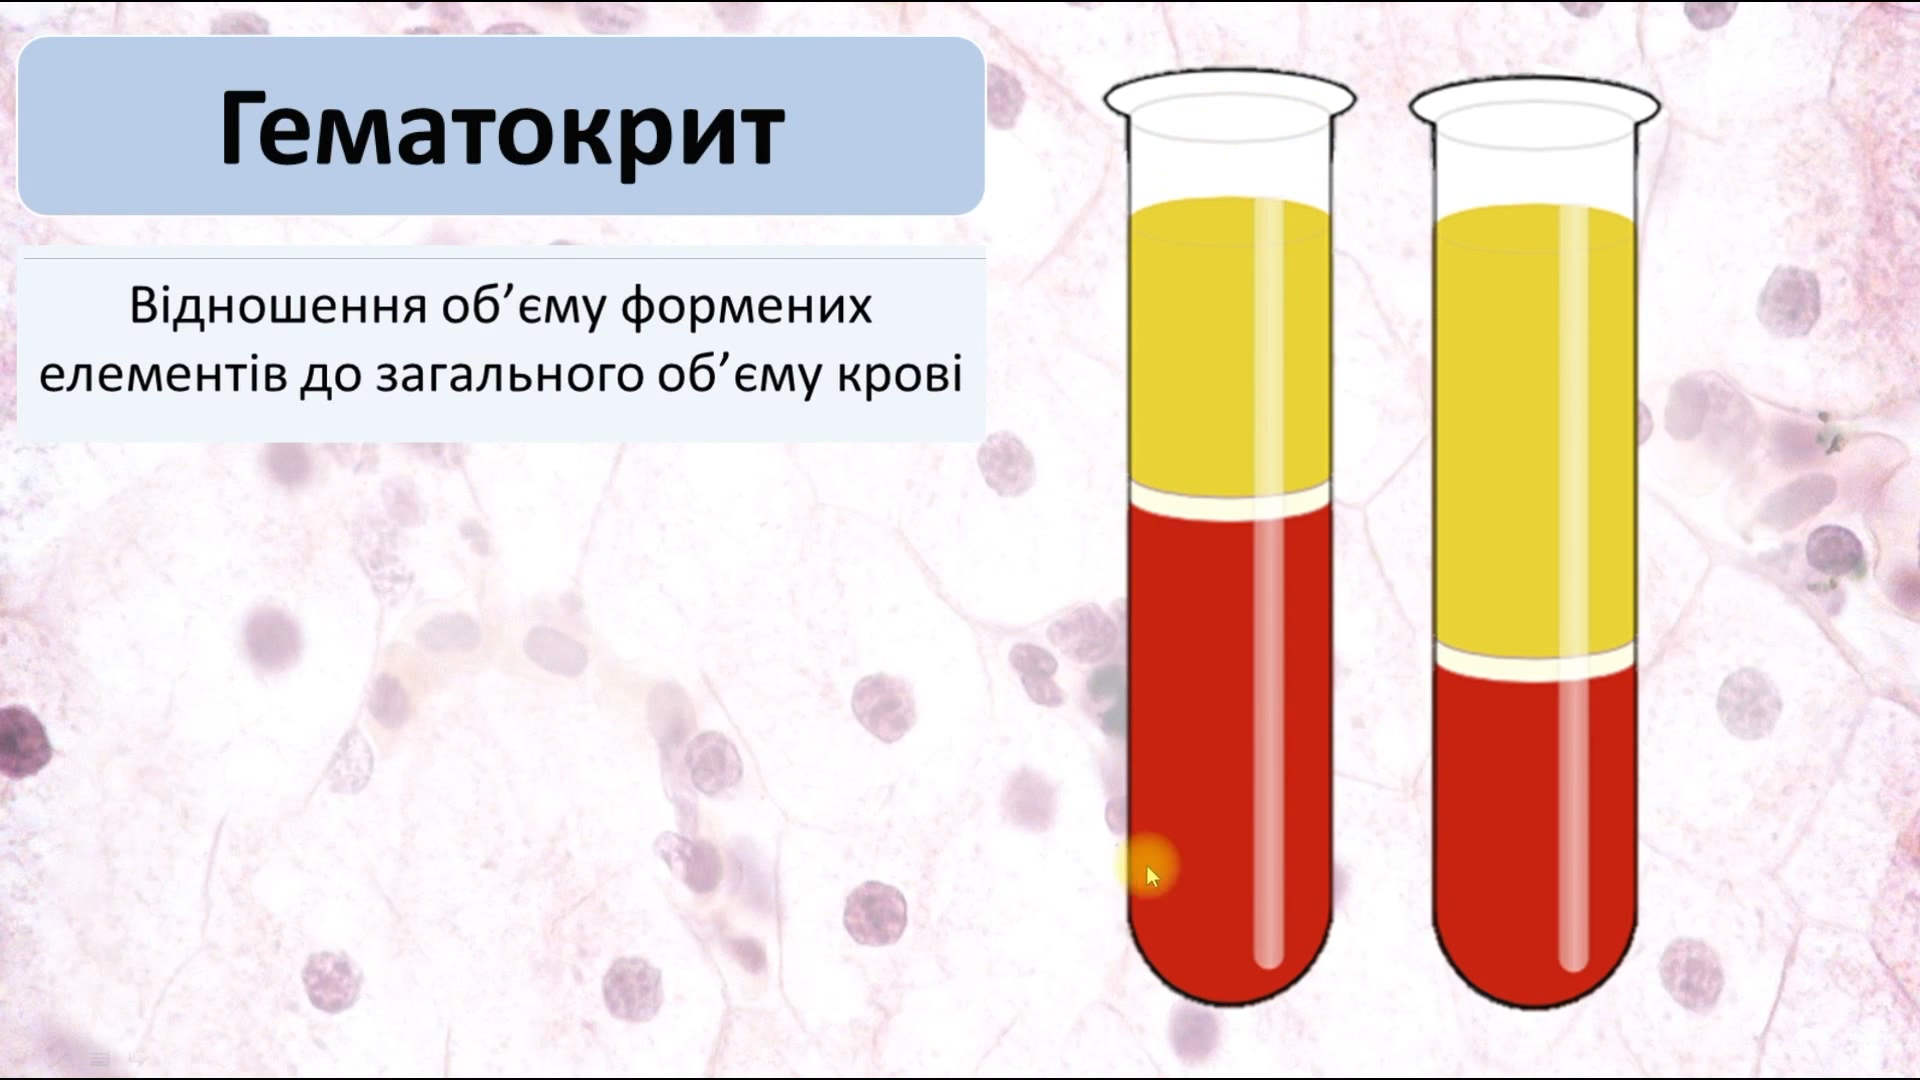 Гематокрит
Відношення об’єму формених
елементів до загального об’єму крові